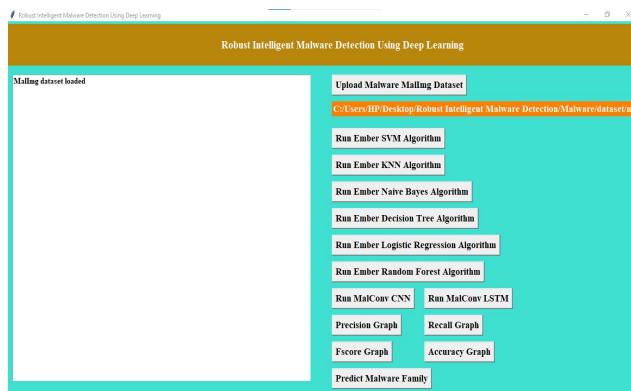 Robust Intelligent Malware Detection Using Deep Learning
Robust Intelligent Malware Detection Using Deep Learning
MalImg dataset loaded
Upload Malware MalImg Dataset
C:/Users/HP/Desktop/Robust Intelligent Malware Detection/Malware/dataset/
Run Ember SVM Algorithm
Run Ember KNN Algorithm
Run Ember Naive Bayes Algorithm
Run Ember Decision Tree Algorithm
Run Ember Logistic Regression Algorithm
Run Ember Random Forest Algorithm
Run MalConv CNN Run MalConv LSTM
Precision Graph Recall Graph
Fscore Graph Accuracy Graph
Predict Malware Family